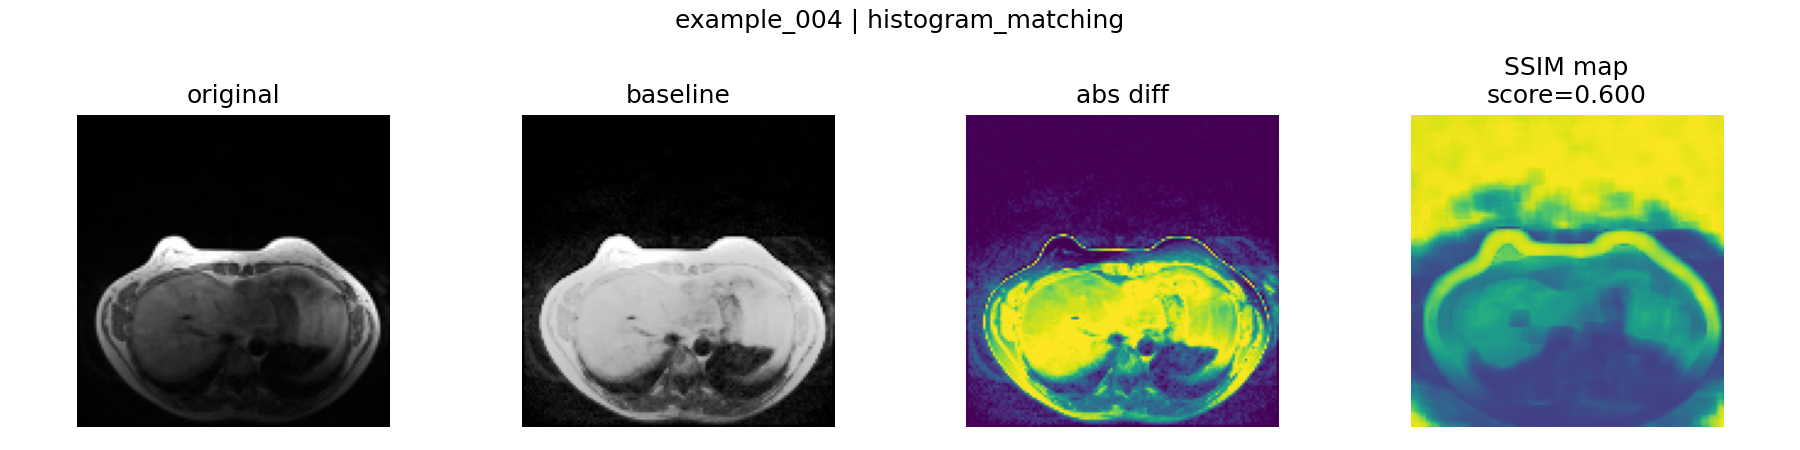 example_004 | histogram_matching
original
baseline
abs diff
SSIM map
score=0.600